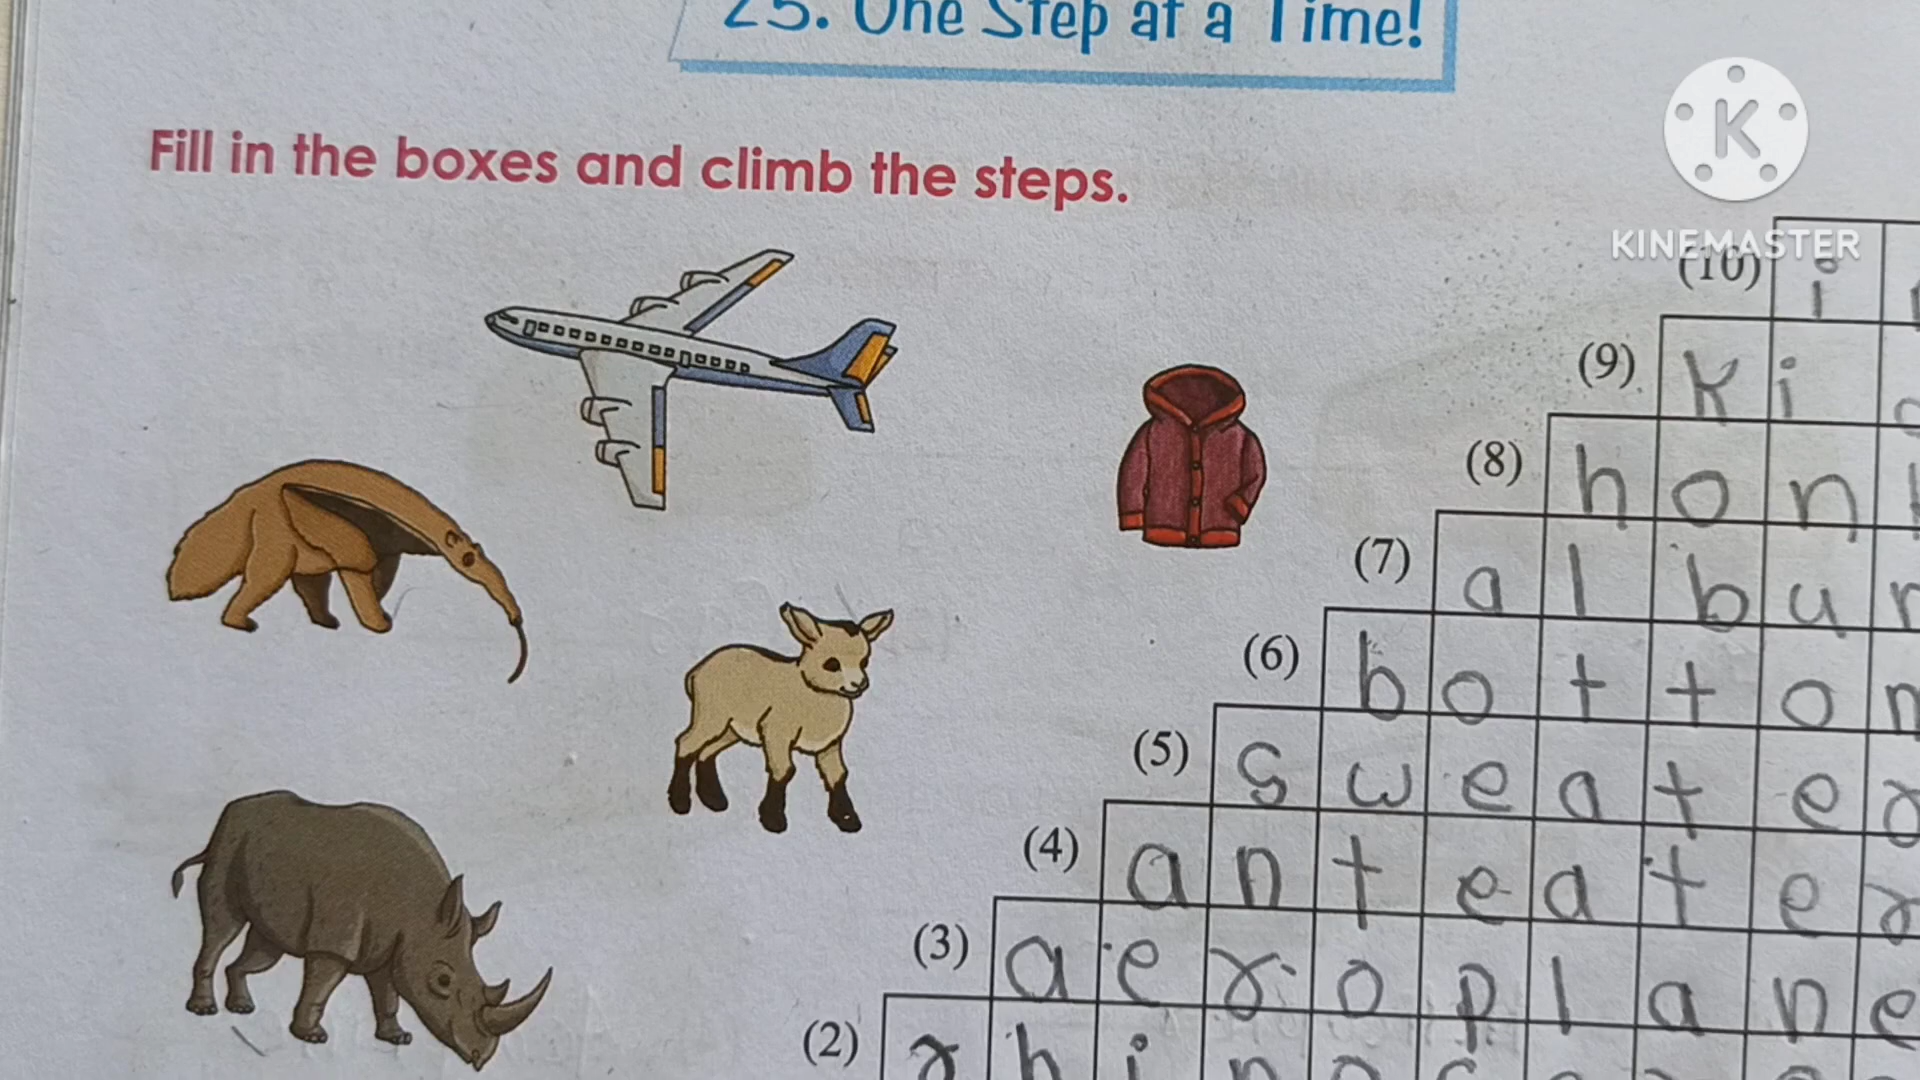 25. One Step at a Time!
Fill in the boxes and climb the steps.
K
KINEMASTER
(10) i
(9) k i
(8) h o n
(7) a l b u
(6) b o t t o m
(5) s w e a t e r
(4) a n t e a t e r
(3) a e r o p l a n e
(2) r h i n o c